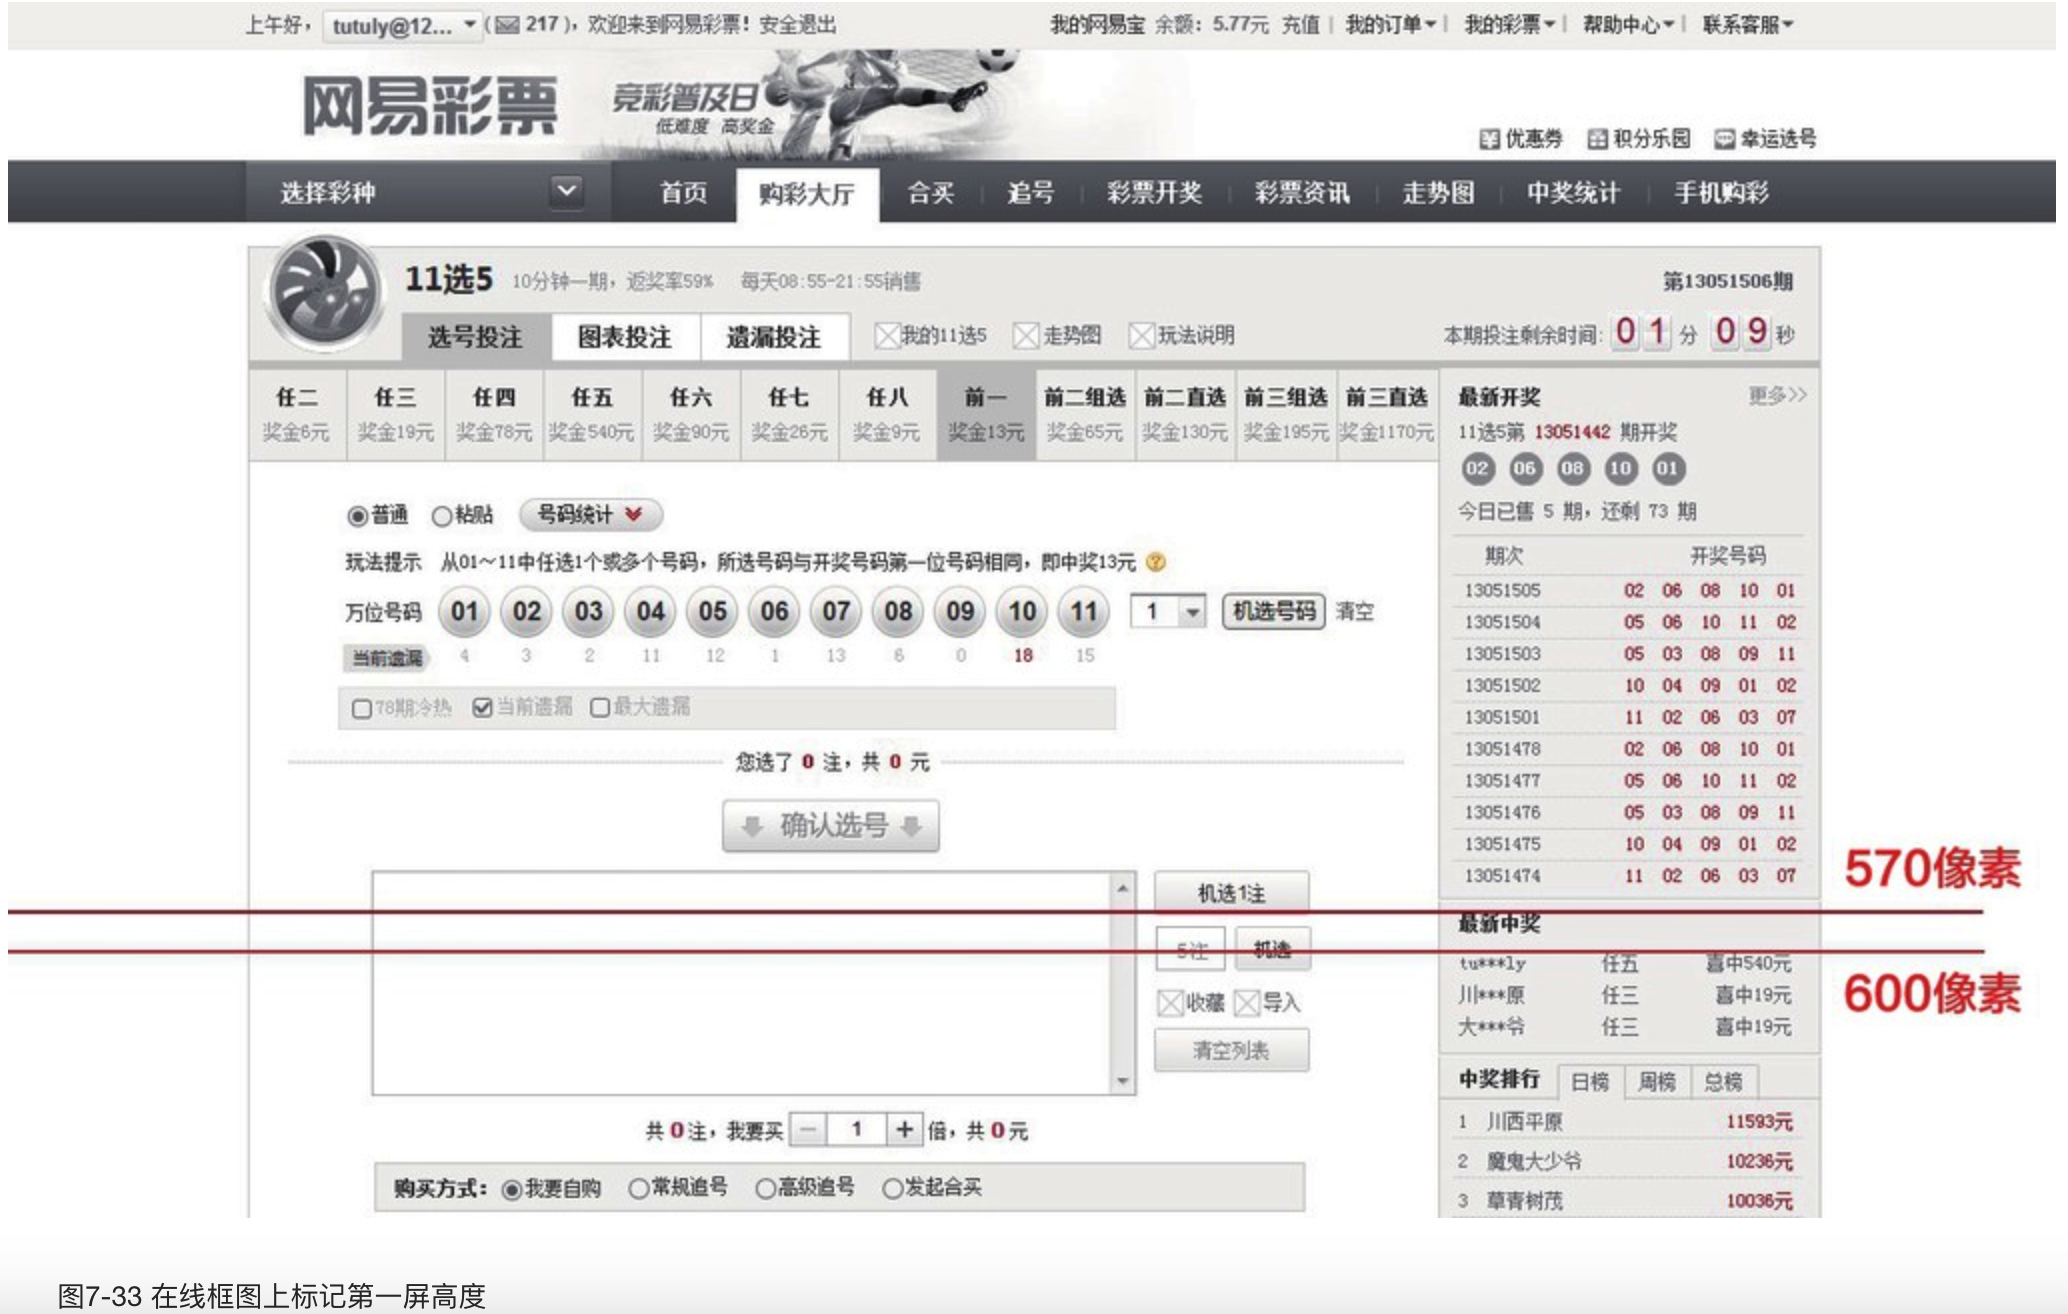 上午好， tutuly@12... (217)，欢迎来到网易彩票！安全退出
我的网易宝 余额：5.77元 充值 | 我的订单 | 我的彩票 | 帮助中心 | 联系客服
网易彩票
竞彩普及日
低难度 高奖金
优惠券 积分乐园 幸运选号
选择彩种 首页 购彩大厅 合买 追号 彩票开奖 彩票资讯 走势图 中奖统计 手机购彩
11选5 10分钟一期，返奖率59% 每天08:55-21:55销售
第13051506期
选号投注 图表投注 遗漏投注 我的11选5 走势图 玩法说明
本期投注剩余时间: 01 分 09 秒
任二 任三 任四 任五 任六 任七 任八 前一 前二组选 前二直选 前三组选 前三直选
奖金6元 奖金19元 奖金78元 奖金540元 奖金90元 奖金26元 奖金9元 奖金13元 奖金65元 奖金130元 奖金195元 奖金1170元
普通 粘贴 号码统计
玩法提示 从01～11中任选1个或多个号码，所选号码与开奖号码第一位号码相同，即中奖13元 ?
万位号码 01 02 03 04 05 06 07 08 09 10 11 1 机选号码 清空
当前遗漏 4 3 2 11 12 1 13 6 0 18 15
78期冷热 当前遗漏 最大遗漏
您选了 0 注，共 0 元
确认选号
机选1注
5注 机选
收藏 导入
清空列表
共0注，我要买 − 1 + 倍，共0元
购买方式： 我要自购 常规追号 高级追号 发起合买
最新开奖 更多>>
11选5第 13051442 期开奖
02 06 08 10 01
今日已售 5 期，还剩 73 期
期次 开奖号码
13051505 02 06 08 10 01
13051504 05 06 10 11 02
13051503 05 03 08 09 11
13051502 10 04 09 01 02
13051501 11 02 06 03 07
13051478 02 06 08 10 01
13051477 05 06 10 11 02
13051476 05 03 08 09 11
13051475 10 04 09 01 02
13051474 11 02 06 03 07
570像素
最新中奖
tu***ly 任五 喜中540元
川***原 任三 喜中19元
大***爷 任三 喜中19元
600像素
中奖排行 日榜 周榜 总榜
1 川西平原 11593元
2 魔鬼大少爷 10236元
3 草青树茂 10036元
图7-33 在线框图上标记第一屏高度